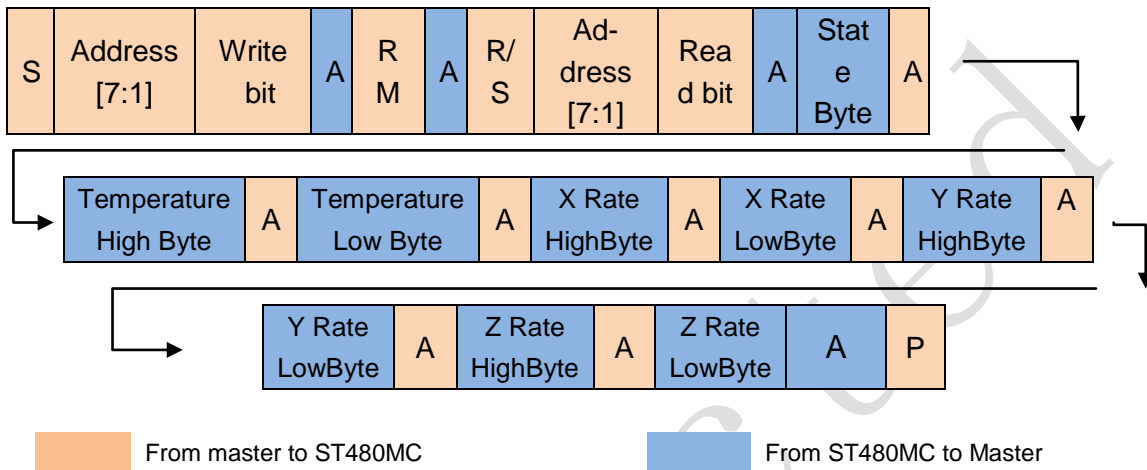 S Address [7:1] Write bit A R M A R/ S Ad- dress [7:1] Rea d bit A Stat e Byte A
Temperature High Byte A Temperature Low Byte A X Rate HighByte A X Rate LowByte A Y Rate HighByte A
Y Rate LowByte A Z Rate HighByte A Z Rate LowByte A P
From master to ST480MC From ST480MC to Master